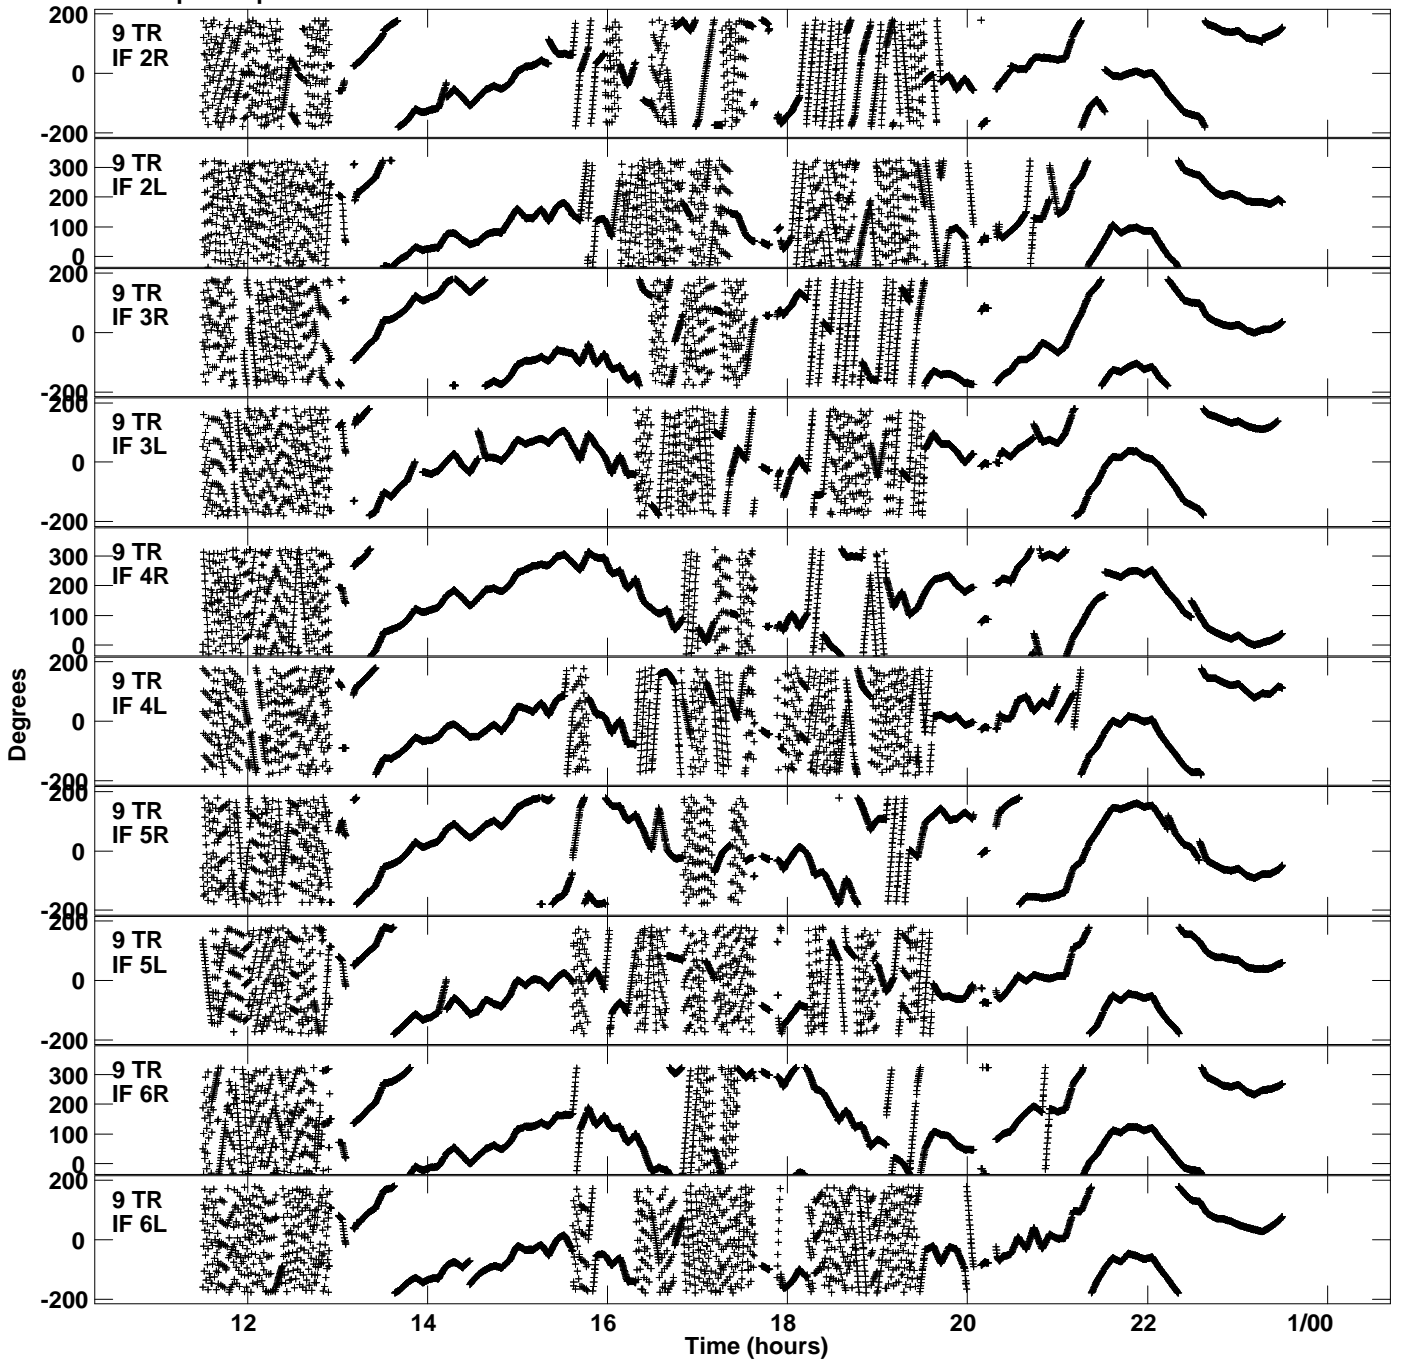 200
9 TR
IF 2R
0
-200
9 TR
IF 2L
300
200
100
0
200
9 TR
IF 3R
0
-200
200
9 TR
IF 3L
0
-200
9 TR
IF 4R
300
200
100
0
200
9 TR
IF 4L
0
-200
200
9 TR
IF 5R
0
-200
200
9 TR
IF 5L
0
-200
9 TR
IF 6R
300
200
100
0
200
9 TR
IF 6L
0
-200
Degrees
12 14 16 18 20 22 1/00
Time (hours)